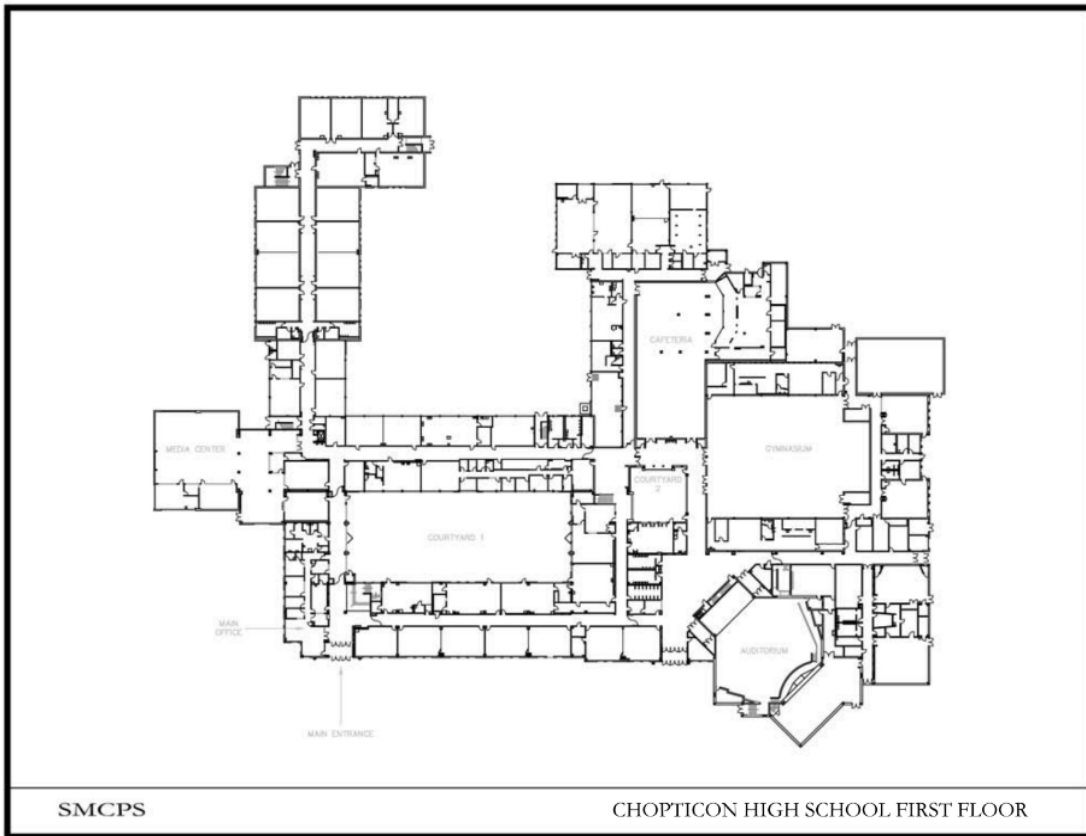 CAFETERIA
MEDIA CENTER
GYMNASIUM
COURTYARD
2
COURTYARD 1
MAIN
OFFICE
AUDITORIUM
MAIN ENTRANCE
SMCPS
CHOPTICON HIGH SCHOOL FIRST FLOOR